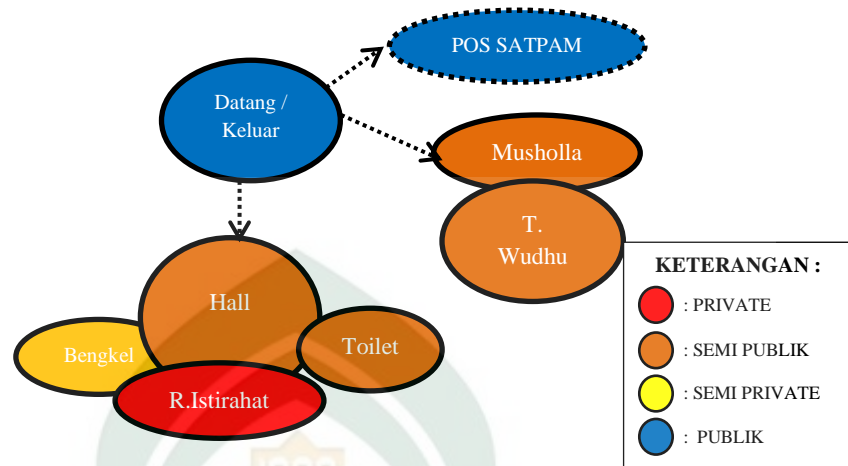 POS SATPAM
Datang /
Keluar
Musholla
T.
Wudhu
Hall
Bengkel
Toilet
R.Istirahat
KETERANGAN :
: PRIVATE
: SEMI PUBLIK
: SEMI PRIVATE
: PUBLIK